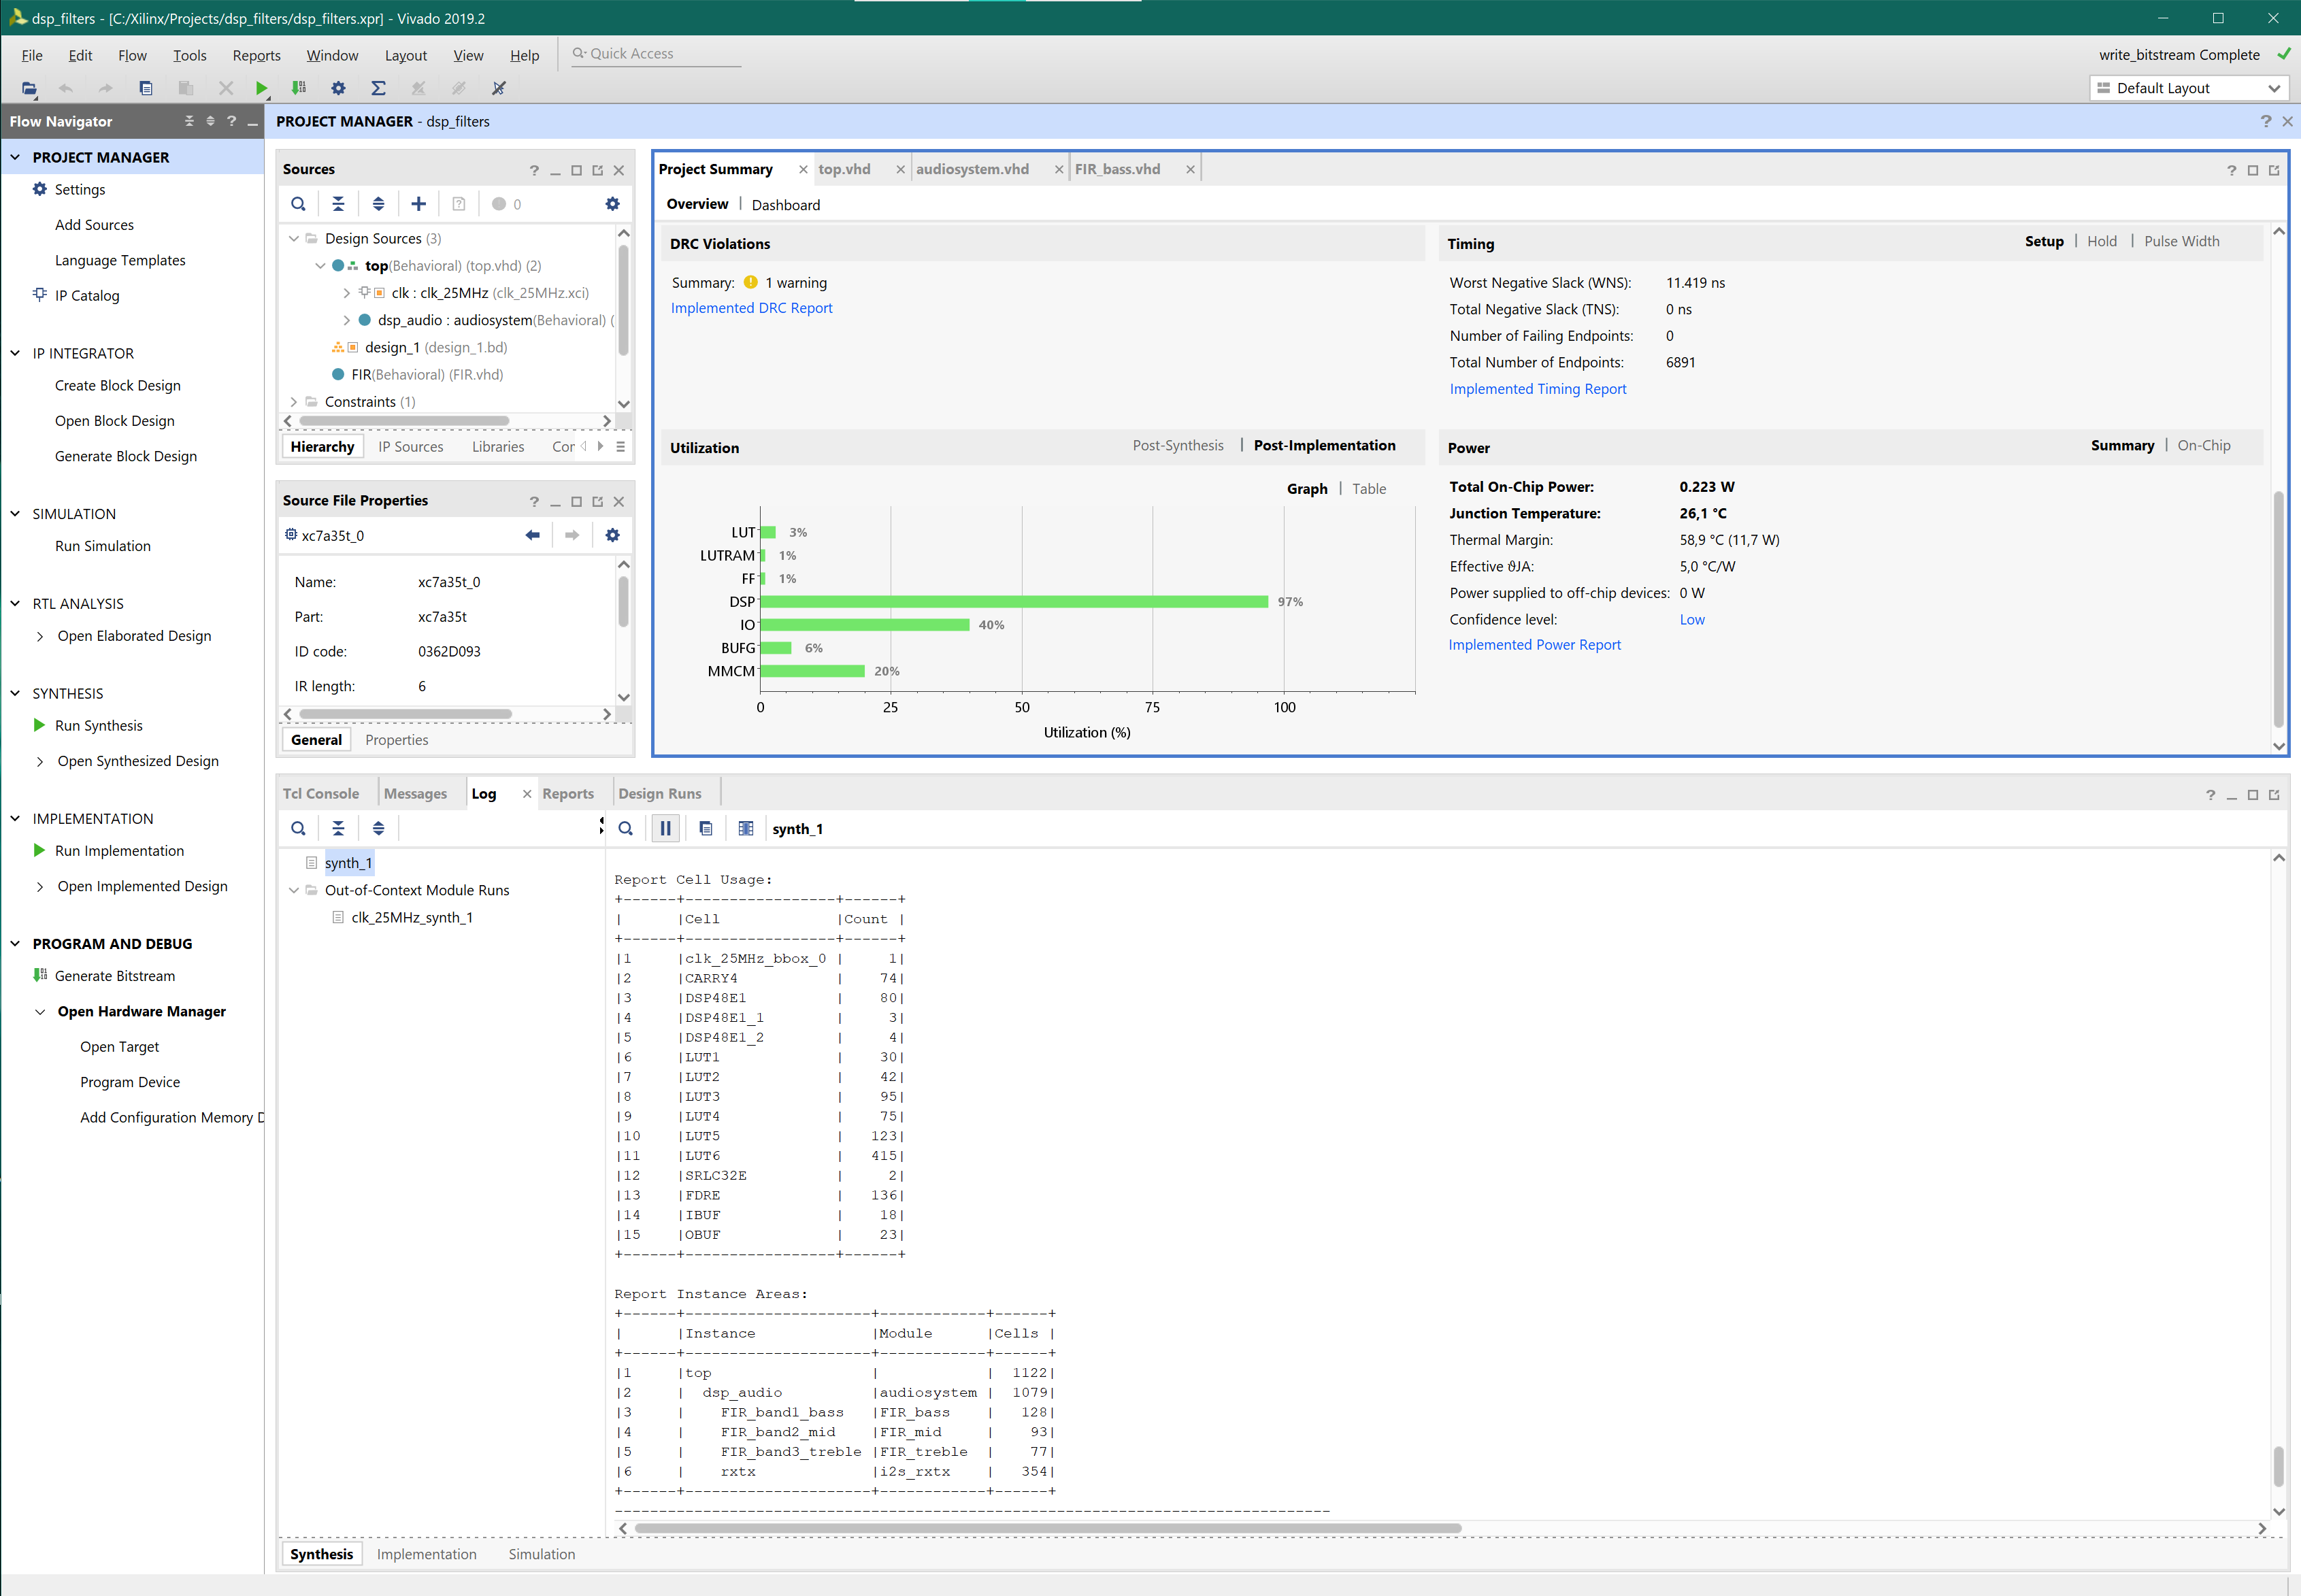 dsp_filters - [C:/Xilinx/Projects/dsp_filters/dsp_filters.xpr] - Vivado 2019.2
File Edit Flow Tools Reports Window Layout View Help Quick Access
write_bitstream Complete
Default Layout
Flow Navigator
PROJECT MANAGER
Settings
Add Sources
Language Templates
IP Catalog
IP INTEGRATOR
Create Block Design
Open Block Design
Generate Block Design
SIMULATION
Run Simulation
RTL ANALYSIS
Open Elaborated Design
SYNTHESIS
Run Synthesis
Open Synthesized Design
IMPLEMENTATION
Run Implementation
Open Implemented Design
PROGRAM AND DEBUG
Generate Bitstream
Open Hardware Manager
Open Target
Program Device
Add Configuration Memory D
PROJECT MANAGER - dsp_filters
Sources
0
Design Sources (3)
top(Behavioral) (top.vhd) (2)
clk : clk_25MHz (clk_25MHz.xci)
dsp_audio : audiosystem(Behavioral) (
design_1 (design_1.bd)
FIR(Behavioral) (FIR.vhd)
Constraints (1)
Hierarchy IP Sources Libraries Cor
Source File Properties
xc7a35t_0
Name: xc7a35t_0
Part: xc7a35t
ID code: 0362D093
IR length: 6
General Properties
Project Summary top.vhd audiosystem.vhd FIR_bass.vhd
Overview | Dashboard
DRC Violations
Summary: 1 warning
Implemented DRC Report
Timing Setup | Hold | Pulse Width
Worst Negative Slack (WNS): 11.419 ns
Total Negative Slack (TNS): 0 ns
Number of Failing Endpoints: 0
Total Number of Endpoints: 6891
Implemented Timing Report
Utilization Post-Synthesis | Post-Implementation
Graph | Table
LUT 3%
LUTRAM 1%
FF 1%
DSP 97%
IO 40%
BUFG 6%
MMCM 20%
0 25 50 75 100
Utilization (%)
Power Summary | On-Chip
Total On-Chip Power: 0.223 W
Junction Temperature: 26,1 °C
Thermal Margin: 58,9 °C (11,7 W)
Effective ϑJA: 5,0 °C/W
Power supplied to off-chip devices: 0 W
Confidence level: Low
Implemented Power Report
Tcl Console Messages Log Reports Design Runs
synth_1
Out-of-Context Module Runs
clk_25MHz_synth_1
synth_1
Report Cell Usage:
+------+-----------------+------+
|      |Cell             |Count |
+------+-----------------+------+
|1     |clk_25MHz_bbox_0 |     1|
|2     |CARRY4           |    74|
|3     |DSP48E1          |    80|
|4     |DSP48E1_1        |     3|
|5     |DSP48E1_2        |     4|
|6     |LUT1             |    30|
|7     |LUT2             |    42|
|8     |LUT3             |    95|
|9     |LUT4             |    75|
|10    |LUT5             |   123|
|11    |LUT6             |   415|
|12    |SRLC32E          |     2|
|13    |FDRE             |   136|
|14    |IBUF             |    18|
|15    |OBUF             |    23|
+------+-----------------+------+
Report Instance Areas:
+------+---------------------+------------+------+
|      |Instance             |Module      |Cells |
+------+---------------------+------------+------+
|1     |top                  |            |  1122|
|2     |  dsp_audio          |audiosystem |  1079|
|3     |    FIR_band1_bass   |FIR_bass    |   128|
|4     |    FIR_band2_mid    |FIR_mid     |    93|
|5     |    FIR_band3_treble |FIR_treble  |    77|
|6     |    rxtx             |i2s_rxtx    |   354|
+------+---------------------+------------+------+
--------------------------------------------------------------------------------
Synthesis Implementation Simulation